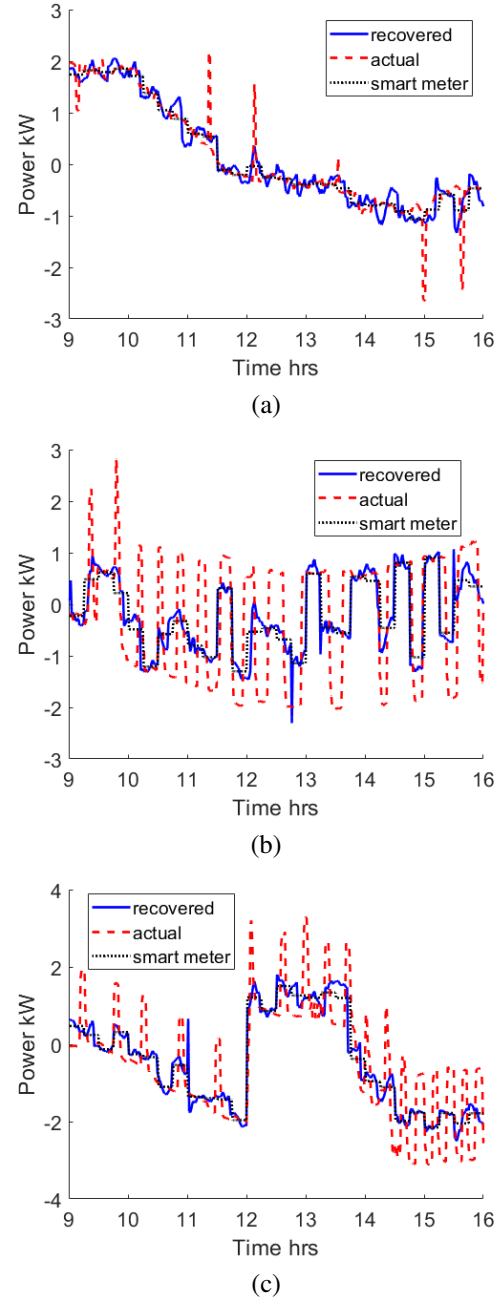 3
2
1
0
-1
-2
-3
Power kW
recovered
actual
smart meter
9 10 11 12 13 14 15 16
Time hrs
(a)
3
2
1
0
-1
-2
-3
Power kW
recovered
actual
smart meter
9 10 11 12 13 14 15 16
Time hrs
(b)
4
2
0
-2
-4
Power kW
recovered
actual
smart meter
9 10 11 12 13 14 15 16
Time hrs
(c)